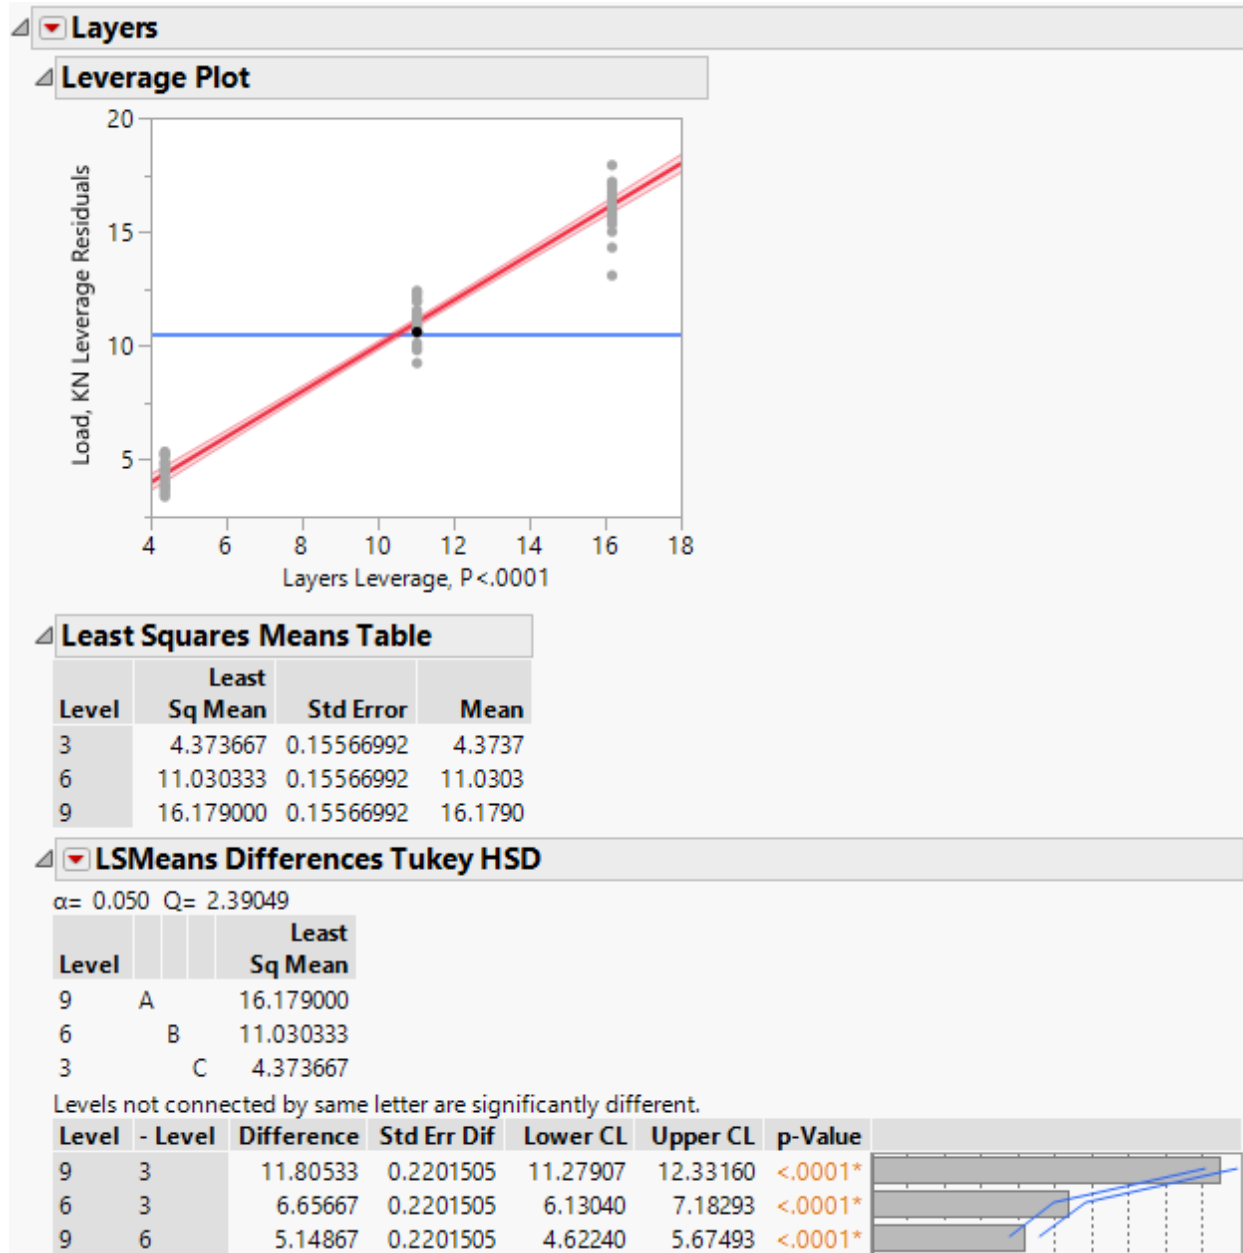 Layers
Leverage Plot
20
15
10
5
Load, KN Leverage Residuals
4 6 8 10 12 14 16 18
Layers Leverage, P<.0001
Least Squares Means Table
Least
Level Sq Mean Std Error Mean
3 4.373667 0.15566992 4.3737
6 11.030333 0.15566992 11.0303
9 16.179000 0.15566992 16.1790
LSMeans Differences Tukey HSD
α= 0.050 Q= 2.39049
Least
Level Sq Mean
9 A 16.179000
6 B 11.030333
3 C 4.373667
Levels not connected by same letter are significantly different.
Level - Level Difference Std Err Dif Lower CL Upper CL p-Value
9 3 11.80533 0.2201505 11.27907 12.33160 <.0001*
6 3 6.65667 0.2201505 6.13040 7.18293 <.0001*
9 6 5.14867 0.2201505 4.62240 5.67493 <.0001*